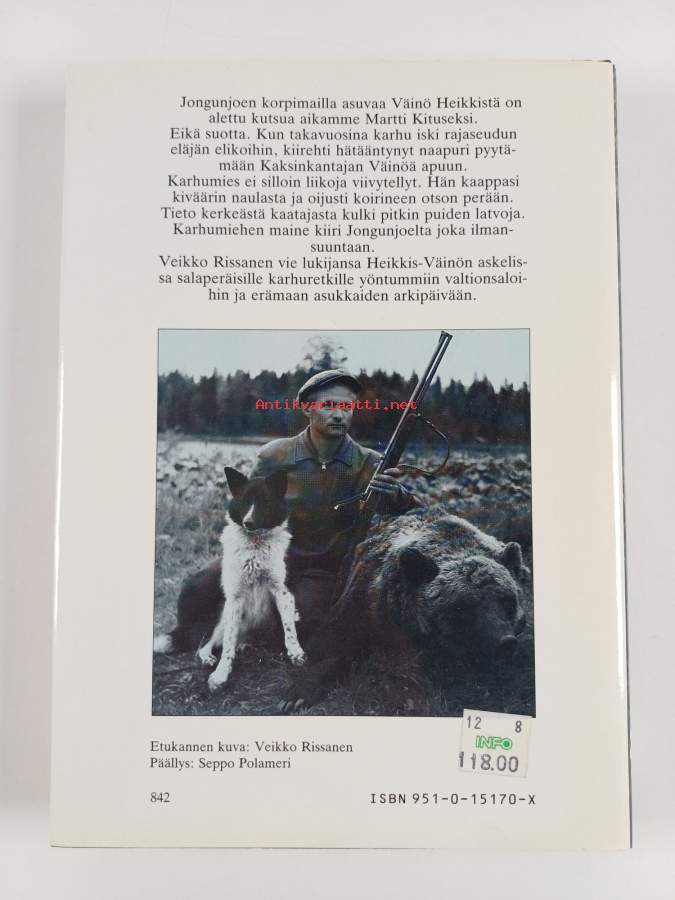 Jongunjoen korpimailla asuvaa Väinö Heikkistä on
alettu kutsua aikamme Martti Kituseksi.
Eikä suotta. Kun takavuosina karhu iski rajaseudun
eläjän elikoihin, kiirehti hätääntynyt naapuri pyytä-
mään Kaksinkantajan Väinöä apuun.
Karhumies ei silloin liikoja viivytellyt. Hän kaappasi
kiväärin naulasta ja oijusti koirineen otson perään.
Tieto kerkeästä kaatajasta kulki pitkin puiden latvoja.
Karhumiehen maine kiiri Jongunjoelta joka ilman-
suuntaan.
Veikko Rissanen vie lukijansa Heikkis-Väinön askelis-
sa salaperäisille karhuretkille yöntummiin valtionsaloi-
hin ja erämaan asukkaiden arkipäivään.
Antikvariaatti.net
Etukannen kuva: Veikko Rissanen
Päällys: Seppo Polameri
12 8
INFO
118.00
842
ISBN 951-0-15170-X